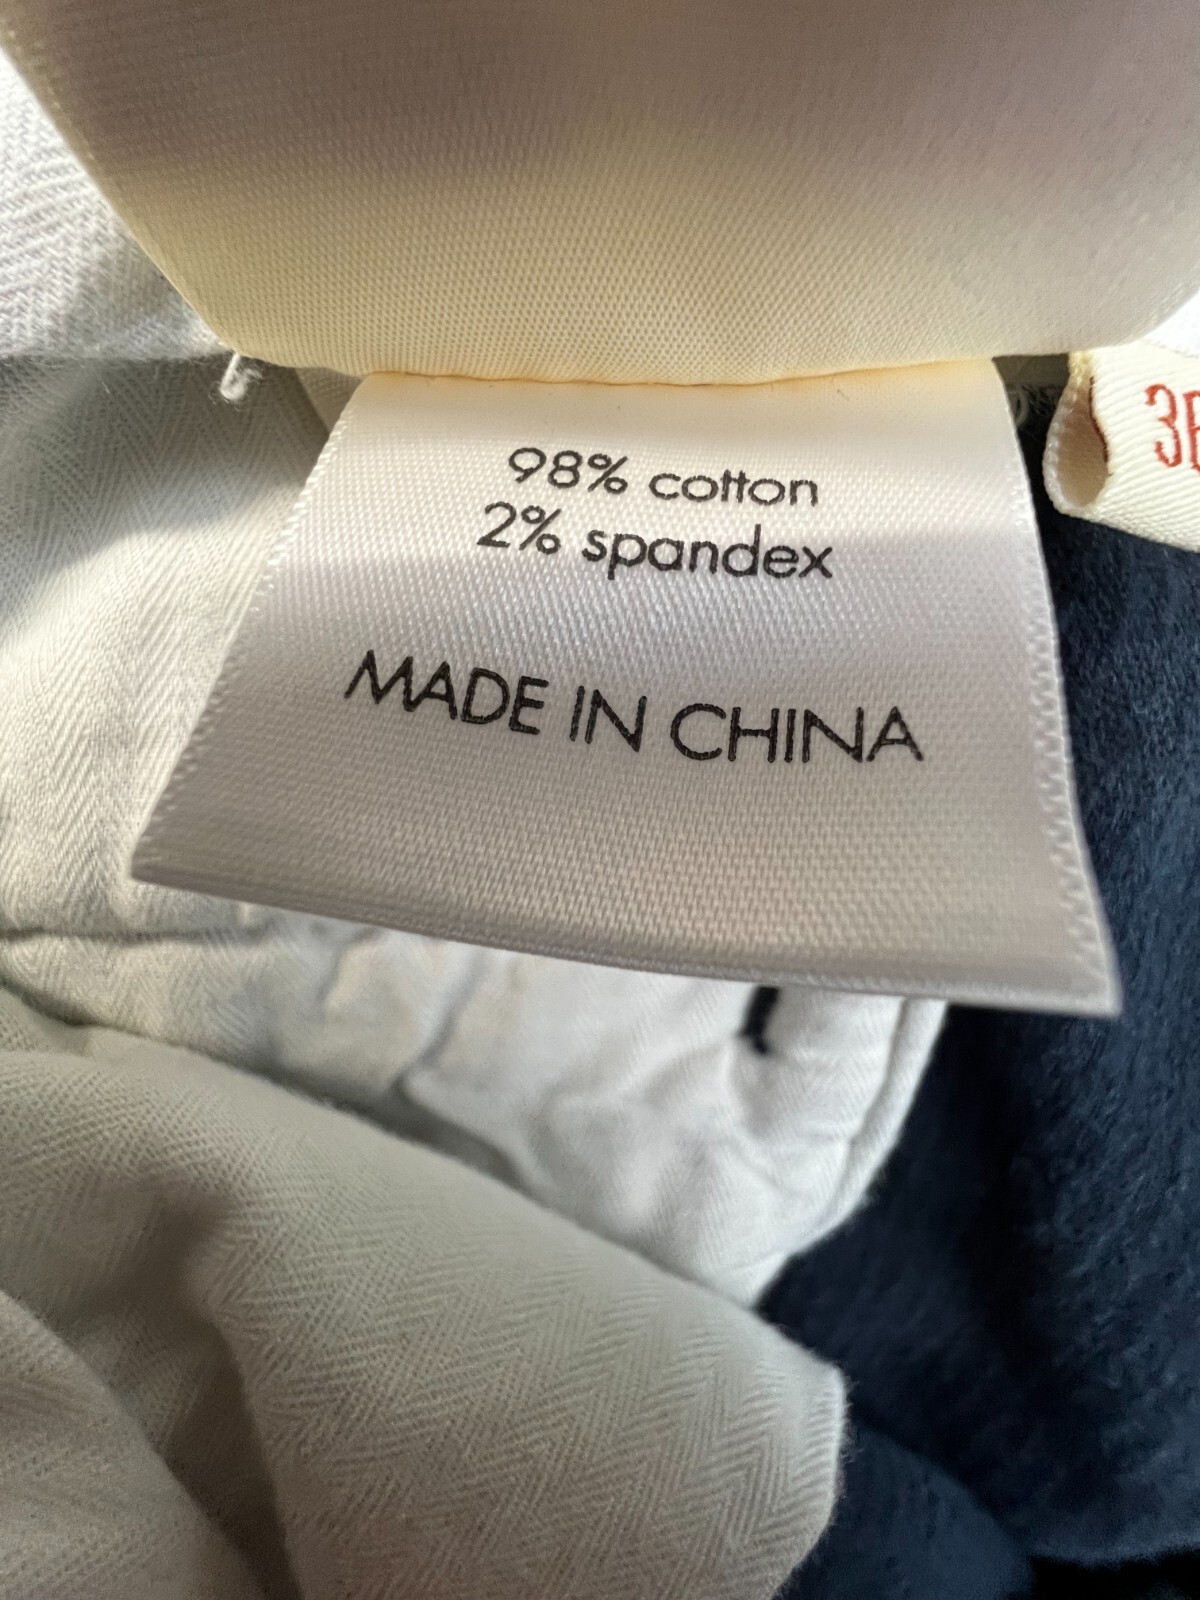 98% cotton
2% spandex
MADE IN CHINA